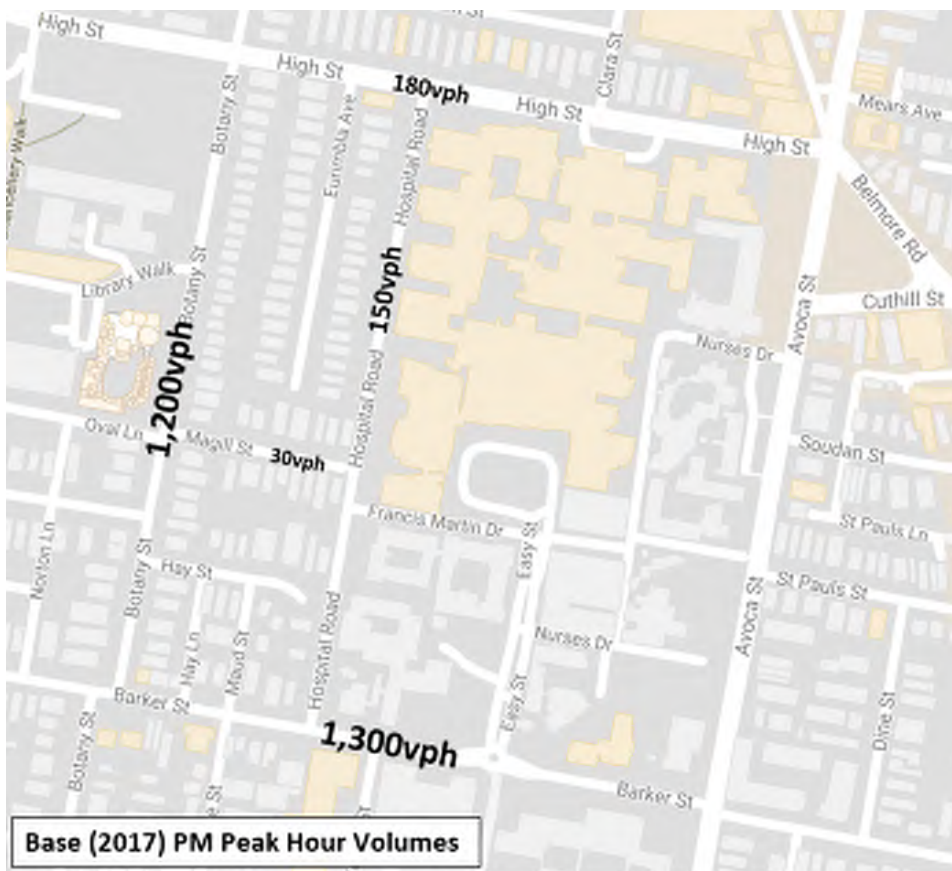 High St
Clara St
Mears Ave
High St
180vph
High St
High St
Botany St
Eurimbla Ave
Hospital Road
Belmore Rd
Library Walk
Botany St
150vph
Avoca St
Cuthill St
Nurses Dr
1,200vph
Hospital Road
Oval Ln
Magill St
30vph
Soudan St
Francis Martin Dr
St Pauls Ln
Norton Ln
Botany St
Hay St
Easy St
St Pauls St
Hay Ln
Maud St
Hospital Road
Nurses Dr
Avoca St
Barker St
Easy St
Dine St
Botany St
1,300vph
Barker St
Base (2017) PM Peak Hour Volumes